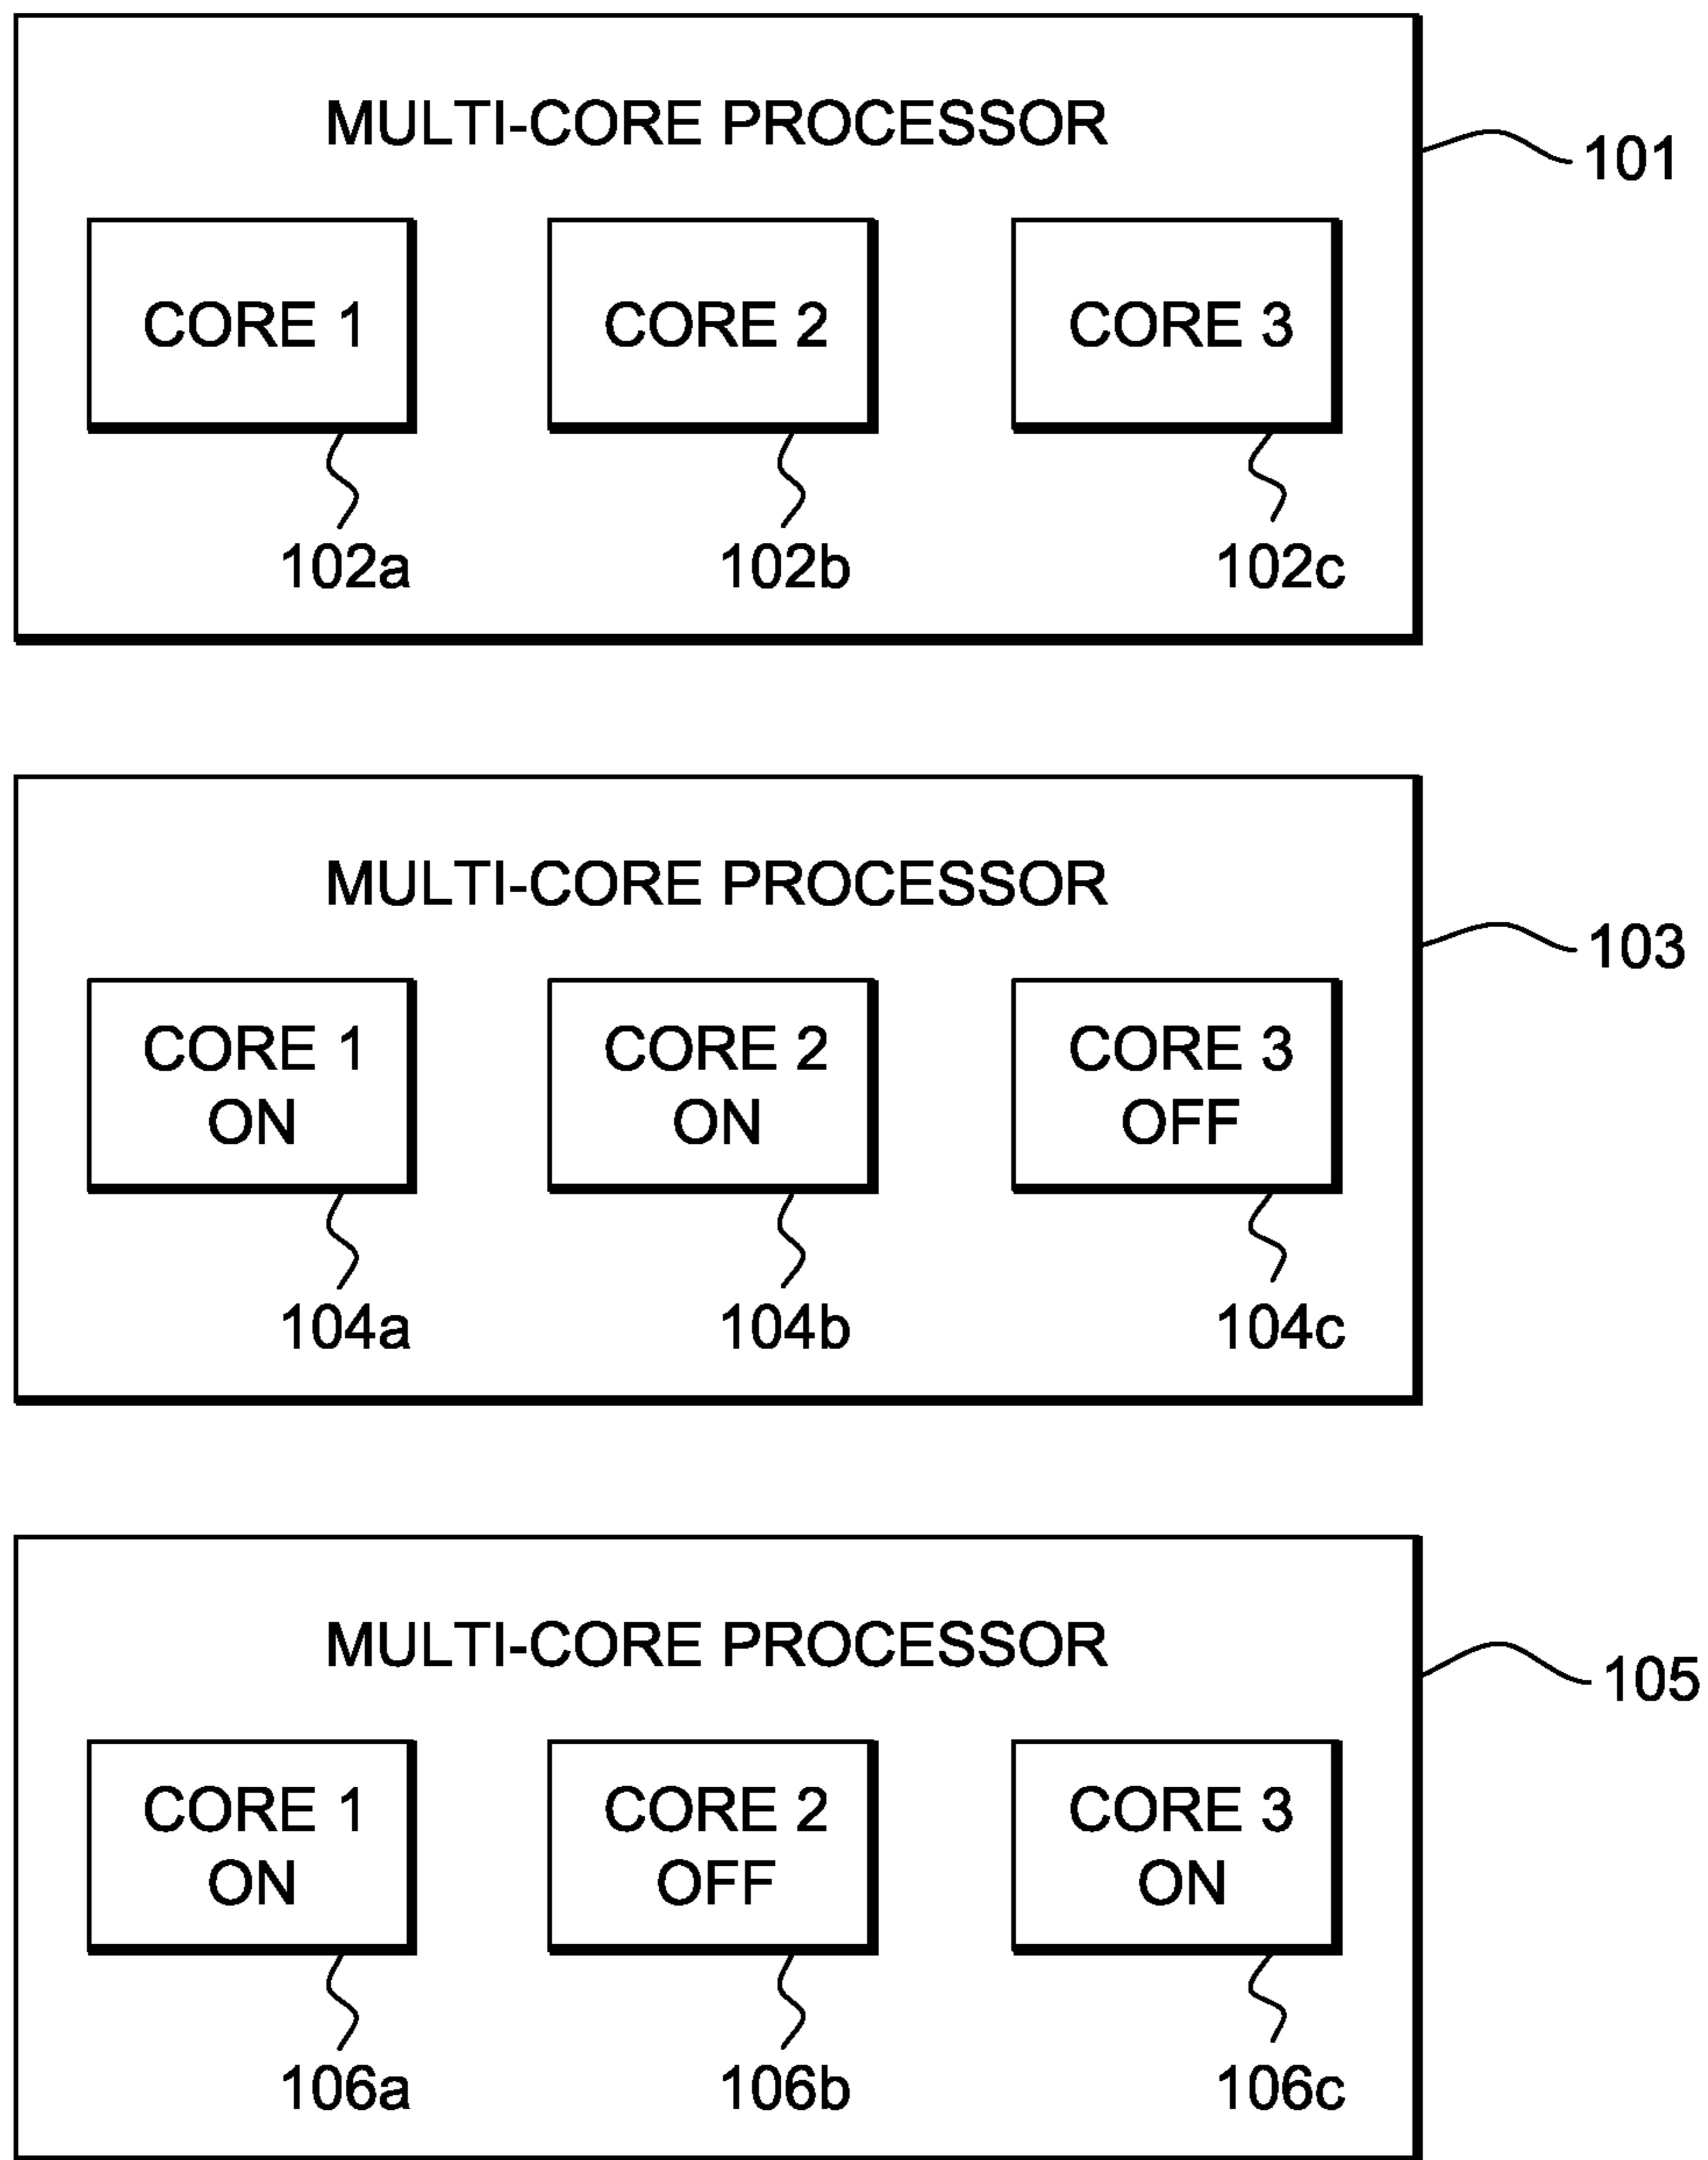 MULTI-CORE PROCESSOR
101
CORE 1
CORE 2
CORE 3
102a
102b
102c
MULTI-CORE PROCESSOR
103
CORE 1
ON
CORE 2
ON
CORE 3
OFF
104a
104b
104c
MULTI-CORE PROCESSOR
105
CORE 1
ON
CORE 2
OFF
CORE 3
ON
106a
106b
106c